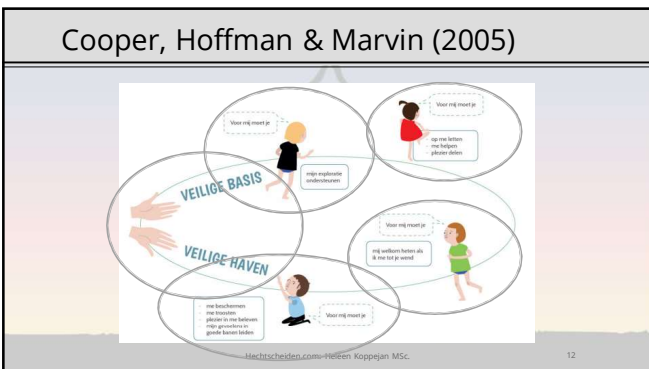 Cooper, Hoffman & Marvin (2005)
Voor mij moet je
mijn exploratie
ondersteunen
Voor mij moet je
- op me letten
- me helpen
- plezier delen
VEILIGE BASIS
VEILIGE HAVEN
Voor mij moet je
mij welkom heten als
ik me tot je wend
- me beschermen
- me troosten
- plezier in me beleven
- mijn gevoelens in
goede banen leiden
Voor mij moet je
Hechtscheiden.com. Heleen Koppejan MSc.
12